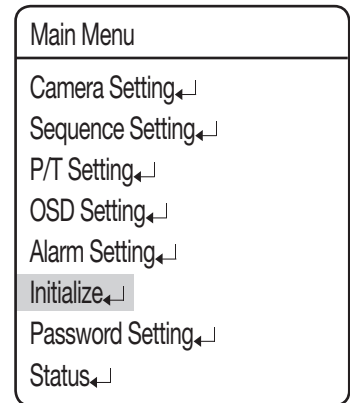 Main Menu
Camera Setting↵
Sequence Setting↵
P/T Setting↵
OSD Setting↵
Alarm Setting↵
Initialize↵
Password Setting↵
Status↵